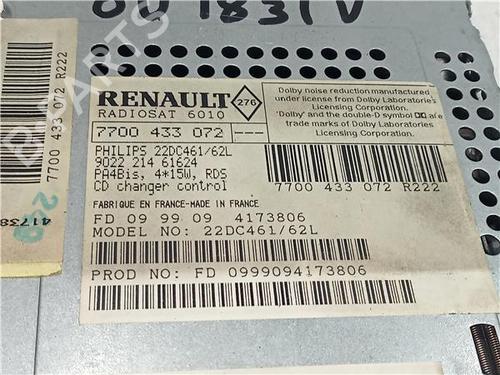 RENAULT
276
RADIOSAT 6010
7700 433 072
PHILIPS 22DC461/62L
9022 214 61624
PA4Bis, 4*15W, RDS
CD changer control
FABRIQUE EN FRANCE-MADE IN FRANCE
FD 09 99 09 4173806
MODEL NO: 22DC461/62L
PROD NO: FD 0999094173806
Dolby noise reduction manufactured
under license from Dolby Laboratories
Licensing Corporation.
'Dolby' and the double-D symbol are
trade marks of Dolby Laboratories
Licensing Corporation.
7700 433 072 R222
7700 433 072 R222
41738
B-PARTS